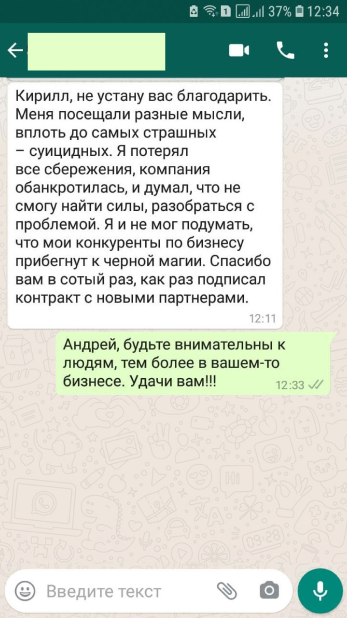 37% 12:34
Кирилл, не устану вас благодарить.
Меня посещали разные мысли,
вплоть до самых страшных
– суицидных. Я потерял
все сбережения, компания
обанкротилась, и думал, что не
смогу найти силы, разобраться с
проблемой. Я и не мог подумать,
что мои конкуренты по бизнесу
прибегнут к черной магии. Спасибо
вам в сотый раз, как раз подписал
контракт с новыми партнерами.
12:11
Андрей, будьте внимательны к
людям, тем более в вашем-то
бизнесе. Удачи вам!!!
12:33
Введите текст